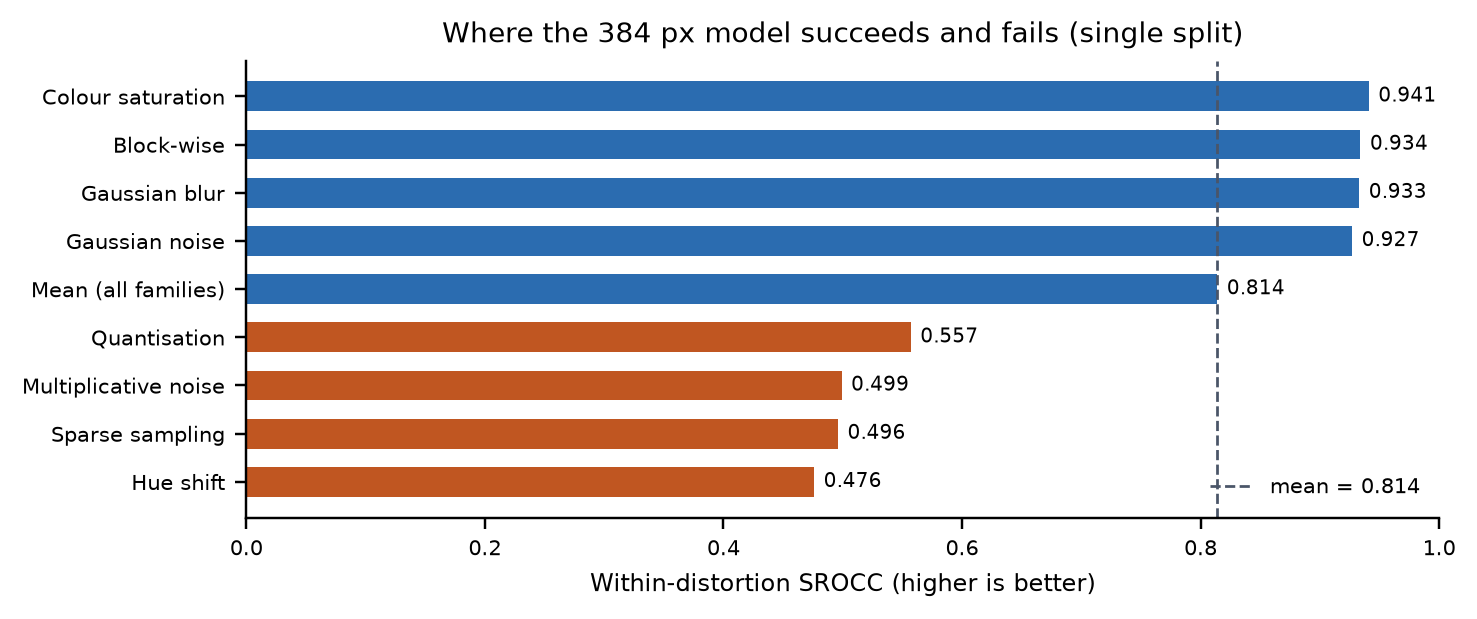 Where the 384 px model succeeds and fails (single split)
Colour saturation 0.941
Block-wise 0.934
Gaussian blur 0.933
Gaussian noise 0.927
Mean (all families) 0.814
Quantisation 0.557
Multiplicative noise 0.499
Sparse sampling 0.496
Hue shift 0.476
mean = 0.814
0.0 0.2 0.4 0.6 0.8 1.0
Within-distortion SROCC (higher is better)